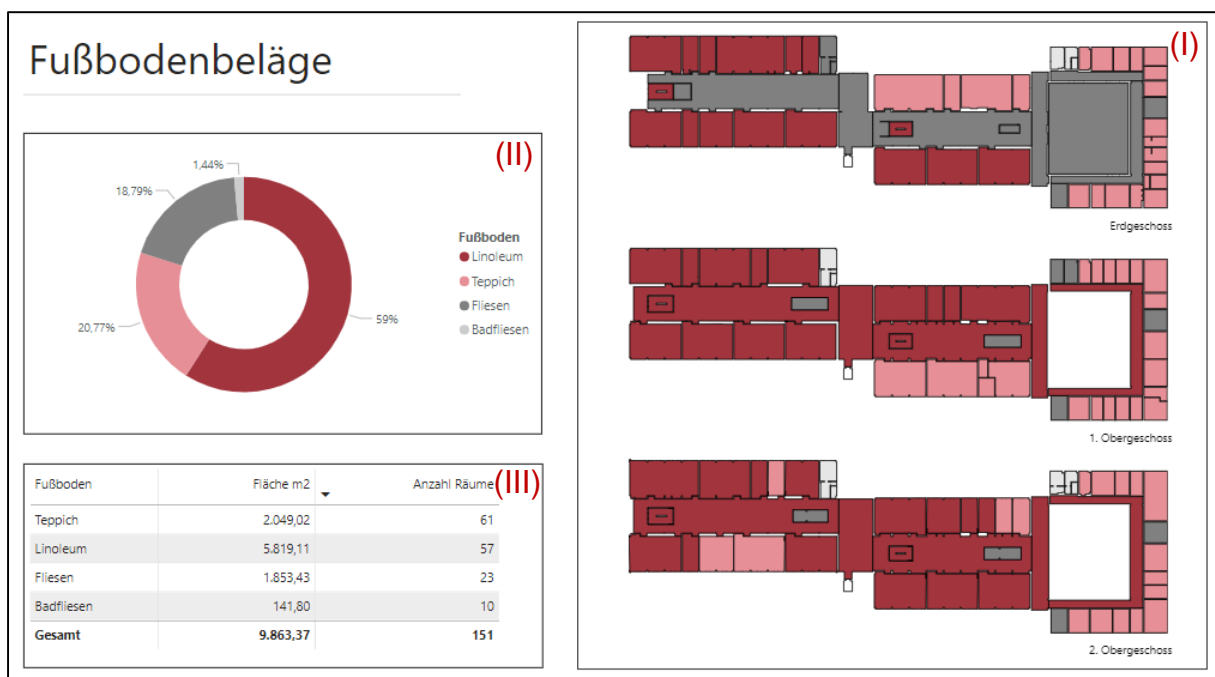 Fußbodenbeläge
(I)
Erdgeschoss
1. Obergeschoss
2. Obergeschoss
(II)
1,44%
18,79%
20,77%
59%
Fußboden
Linoleum
Teppich
Fliesen
Badfliesen
(III)
Fußboden Fläche m2 Anzahl Räume
Teppich 2.049,02 61
Linoleum 5.819,11 57
Fliesen 1.853,43 23
Badfliesen 141,80 10
Gesamt 9.863,37 151